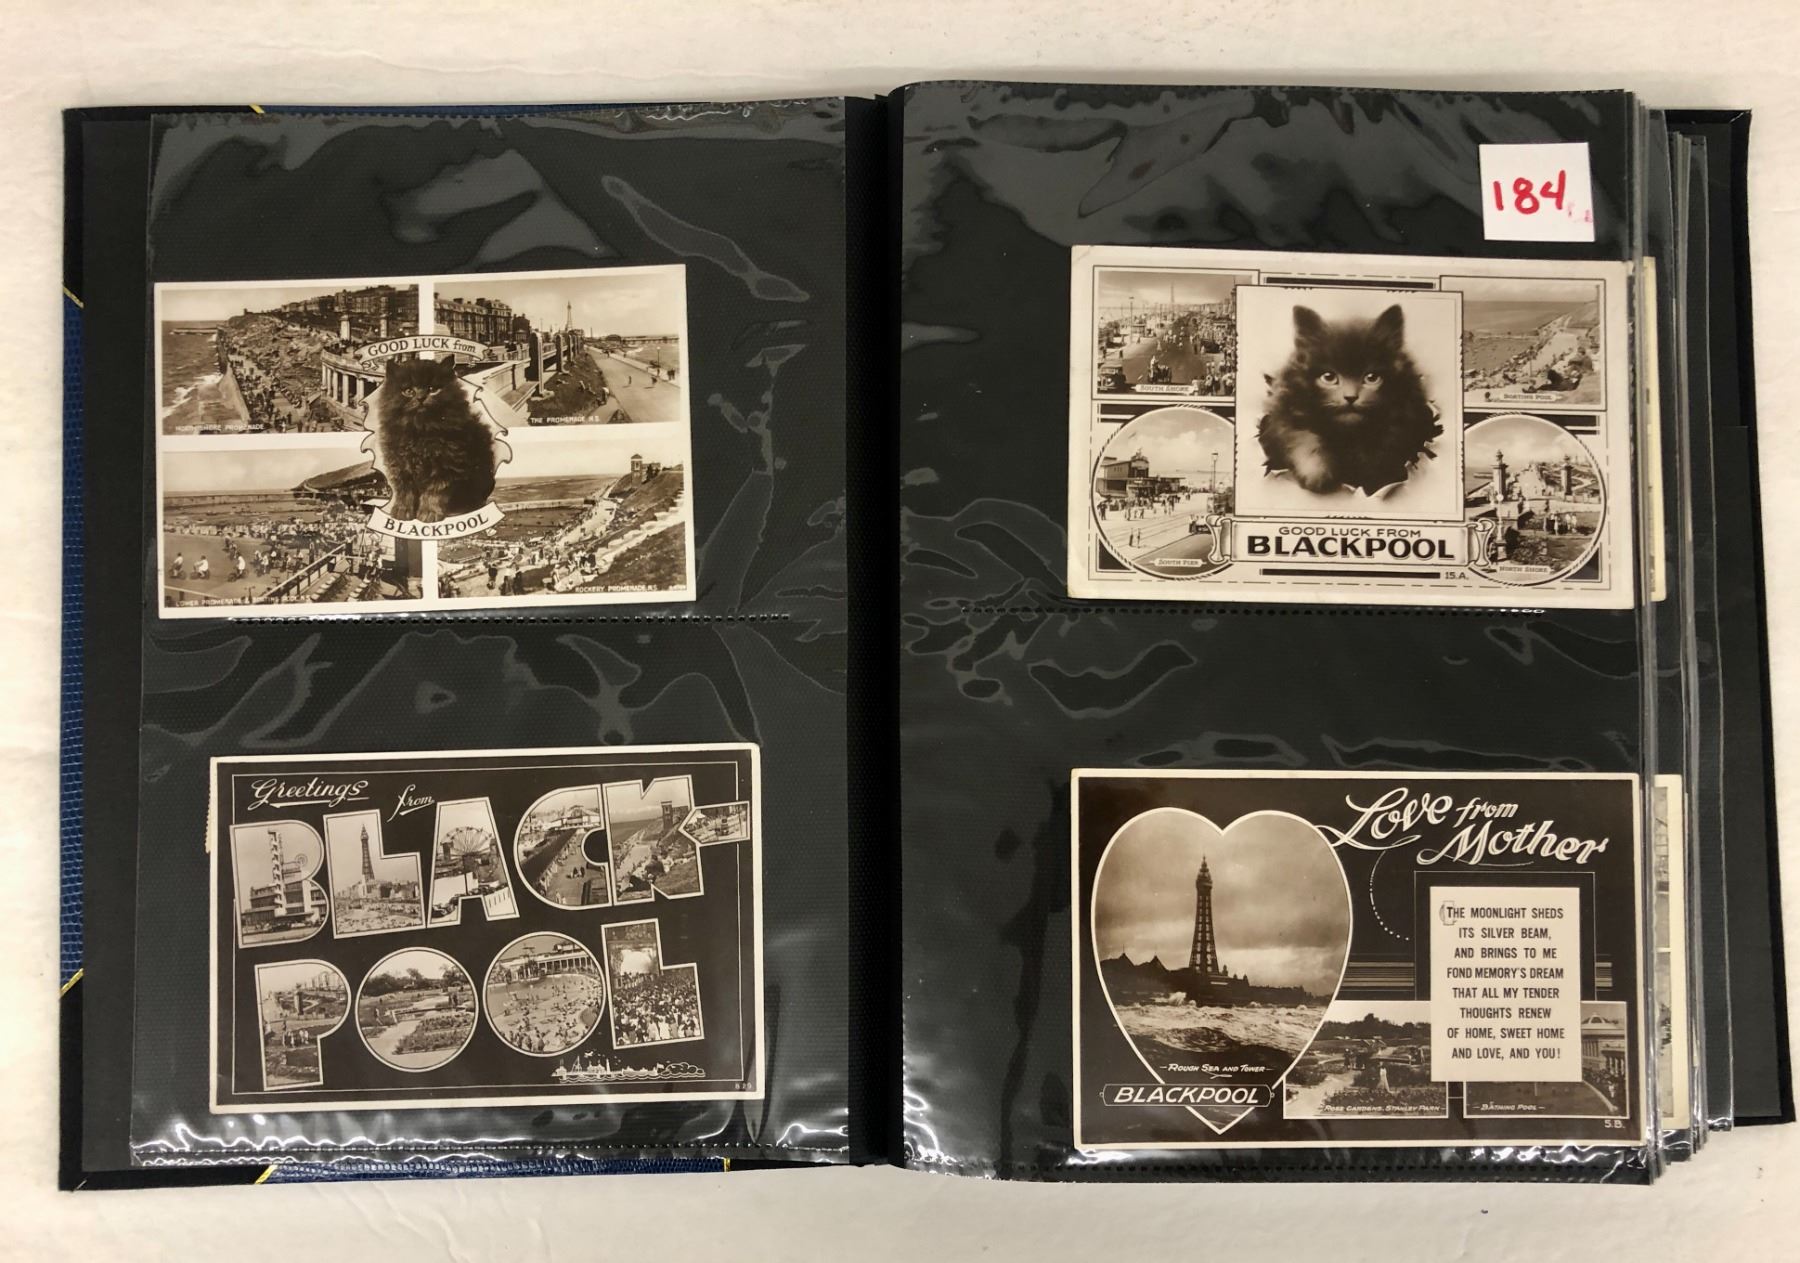 GOOD LUCK from
NORTH SHORE PROMENADE
THE PROMENADE N.S.
BLACKPOOL
LOWER PROMENADE & BOATING POOL N.S.
ROCKERY PROMENADE N.S.
Greetings from
BLACK
POOL
B 29
184
SOUTH SHORE
BOATING POOL
SOUTH PIER
NORTH SHORE
GOOD LUCK FROM
BLACKPOOL
15.A.
Love from
Mother
THE MOONLIGHT SHEDS
ITS SILVER BEAM,
AND BRINGS TO ME
FOND MEMORY'S DREAM
THAT ALL MY TENDER
THOUGHTS RENEW
OF HOME, SWEET HOME
AND LOVE, AND YOU!
—ROUGH SEA AND TOWER—
BLACKPOOL
—ROSE GARDENS, STANLEY PARK—
—BATHING POOL—
5.B.